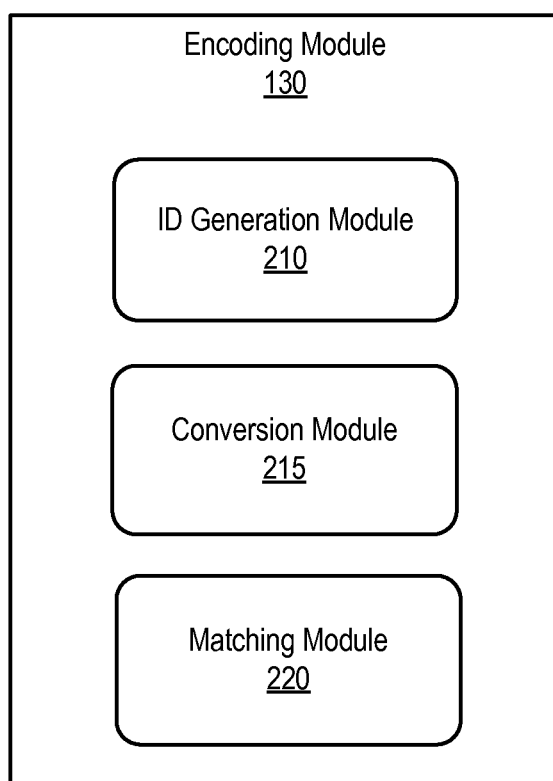 Encoding Module
130
ID Generation Module
210
Conversion Module
215
Matching Module
220